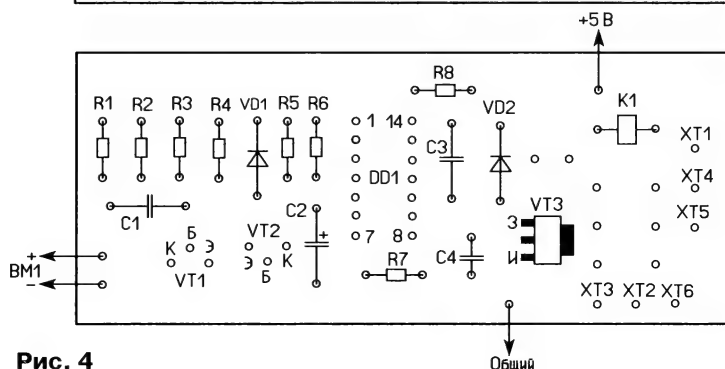 +5 В
R8
K1
R1 R2 R3 R4 VD1 R5 R6
VD2
XT1
1 14
C3
XT4
DD1
C1
C2
XT5
Б
VT2
З VT3
К Э
Э К
7 8
C4
И
+
BM1
VT1
Б
R7
−
XT3 XT2 XT6
Общий
Рис. 4